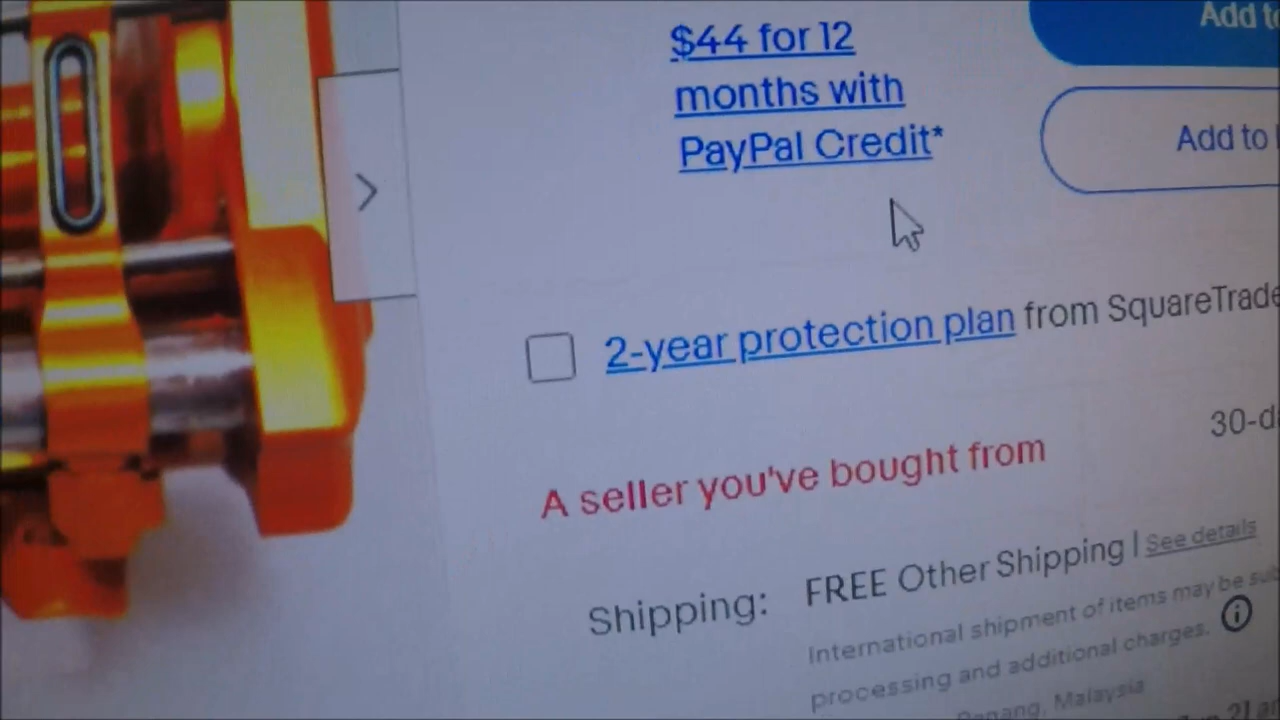 $44 for 12
months with
PayPal Credit*
Add to
Add to
2-year protection plan from SquareTrade
30-d
A seller you've bought from
Shipping: FREE Other Shipping | See details
International shipment of items may be
processing and additional charges.
Penang, Malaysia